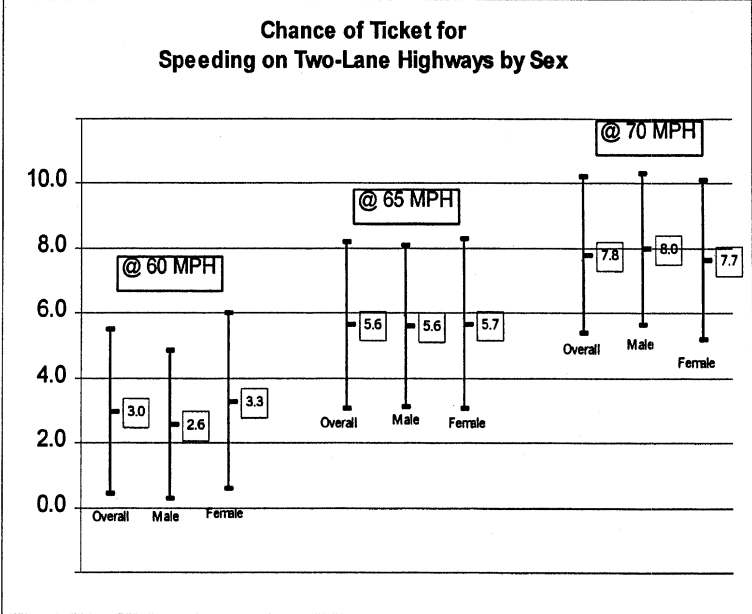 Chance of Ticket for
Speeding on Two-Lane Highways by Sex
@ 70 MPH
10.0
@ 65 MPH
8.0
7.8
8.0
7.7
@ 60 MPH
6.0
5.6
5.6
5.7
Overall
Male
Female
4.0
3.0
2.6
3.3
Overall
Male
Female
2.0
0.0
Overall
Male
Female